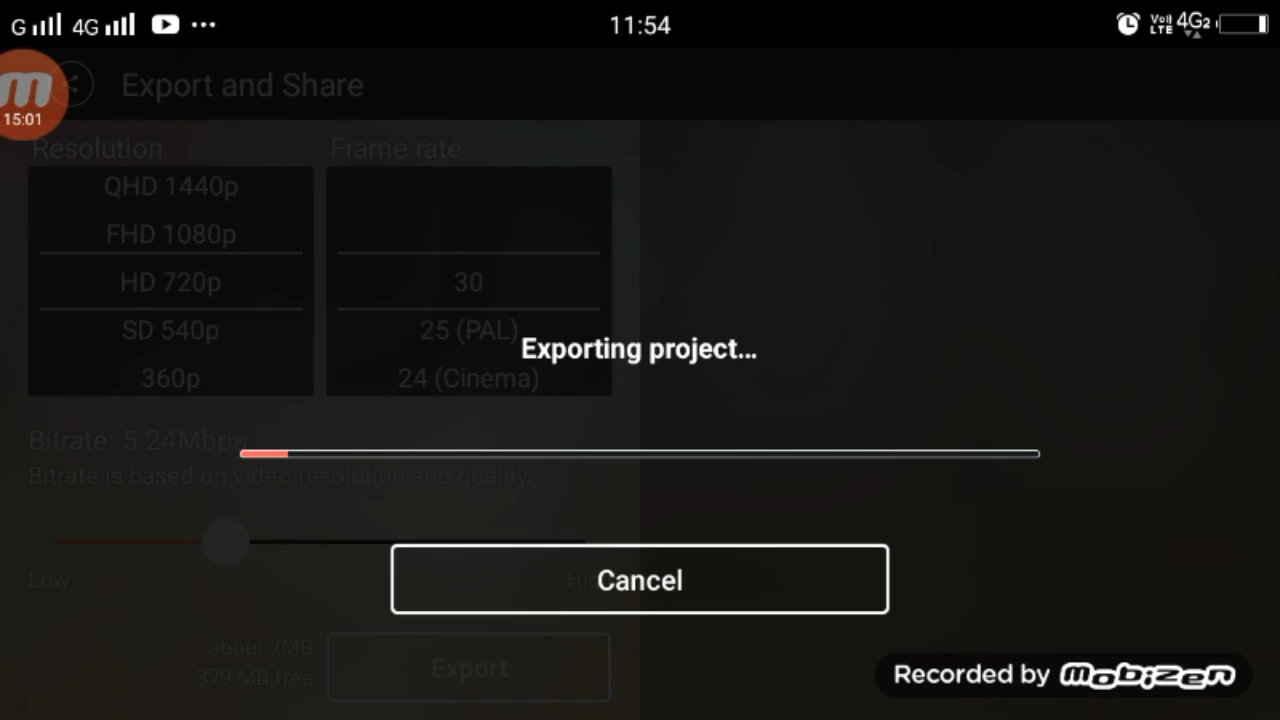 G 4G 11:54 VoII LTE 4G2
m Export and Share
15:01
Resolution Frame rate
QHD 1440p
FHD 1080p
HD 720p 30
SD 540p 25 (PAL)
360p 24 (Cinema)
Exporting project...
Bitrate: 5.24Mbps
Bitrate is based on video resolution and quality.
Low
Cancel
about 7MB
379 MB free
Export
Recorded by mobizen